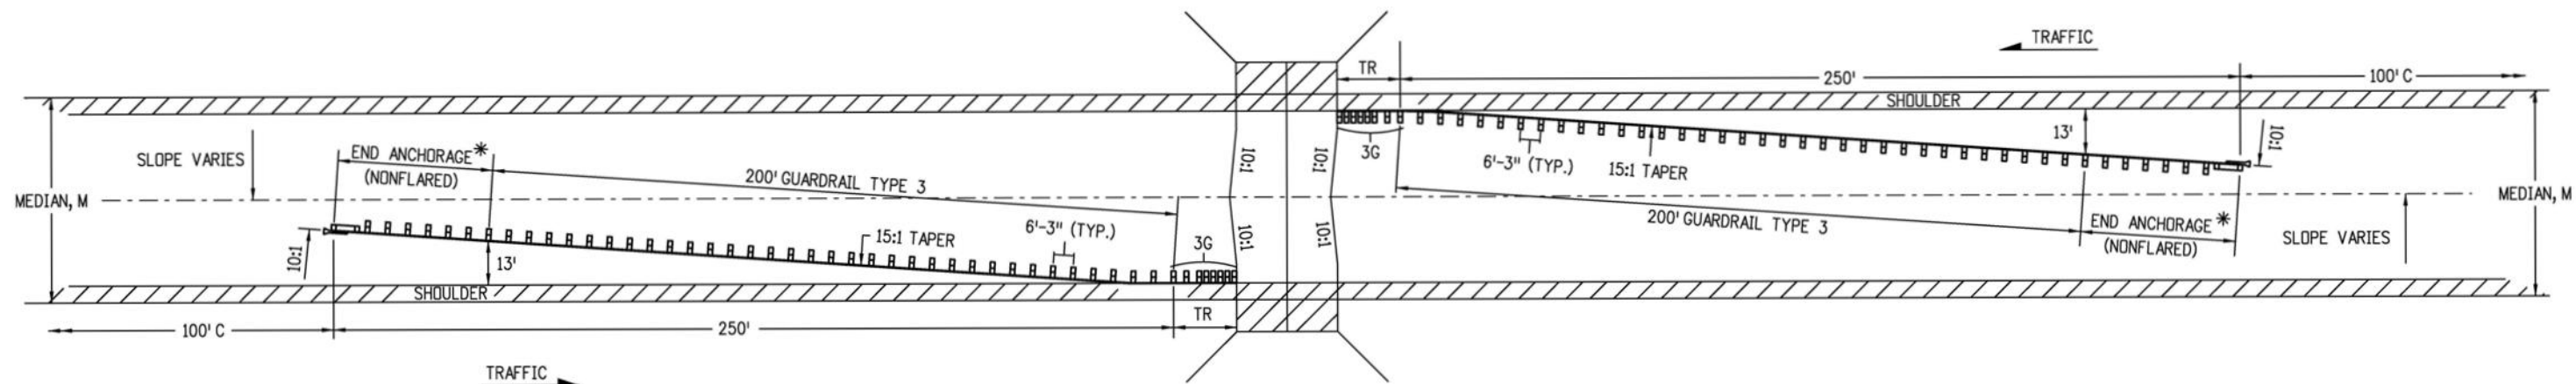 TRAFFIC
TR
250'
100' C
SHOULDER
13'
10:1
3G
6'-3" (TYP.)
15:1 TAPER
10:1
10:1
SLOPE VARIES
END ANCHORAGE*
(NONFLARED)
200' GUARDRAIL TYPE 3
MEDIAN, M
MEDIAN, M
200' GUARDRAIL TYPE 3
END ANCHORAGE*
(NONFLARED)
SLOPE VARIES
10:1
10:1
10:1
13'
15:1 TAPER
6'-3" (TYP.)
3G
SHOULDER
100' C
250'
TR
TRAFFIC